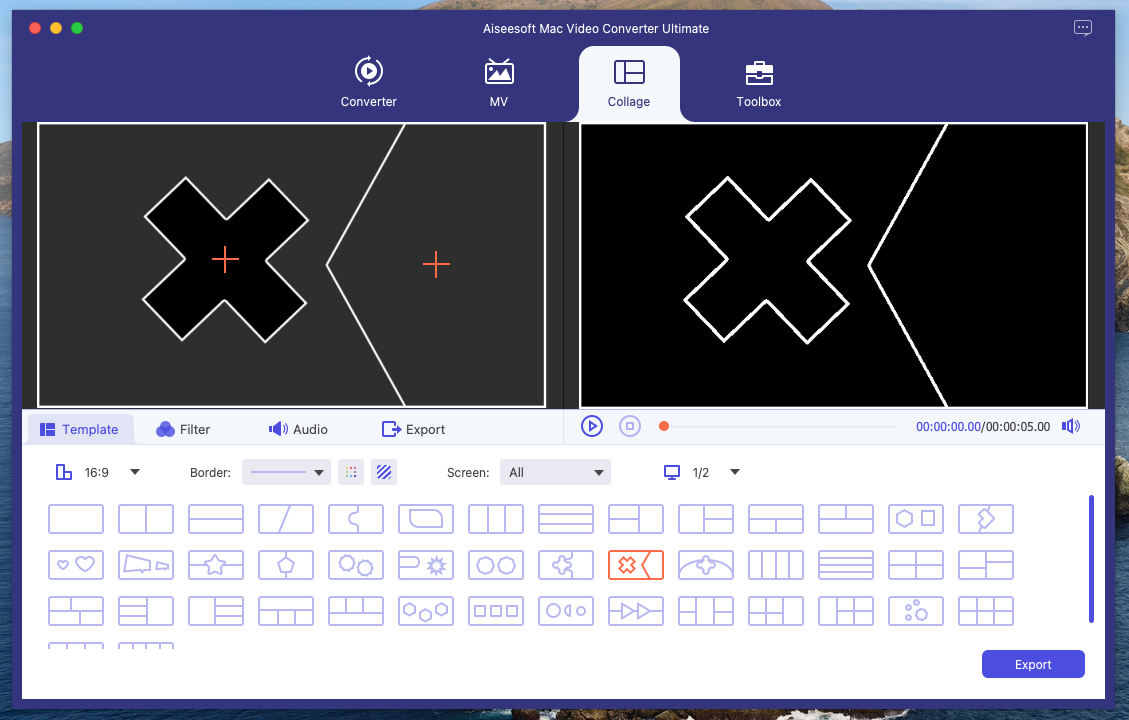 Aiseesoft Mac Video Converter Ultimate
Converter
MV
Collage
Toolbox
Template
Filter
Audio
Export
00:00:00.00/00:00:05.00
16:9
Border:
Screen:
All
1/2
Export